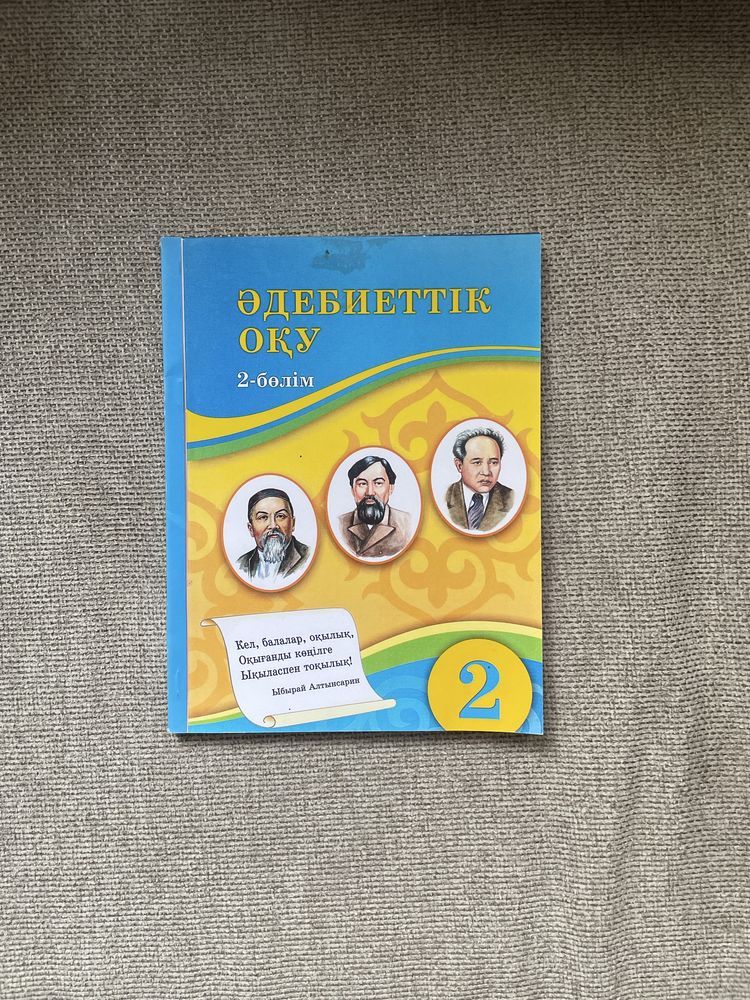 ӘДЕБИЕТТІК
ОҚУ
2-бөлім
Кел, балалар, оқылық,
Оқығанды көңілге
Ықыласпен тоқылық!
Ыбырай Алтынсарин
2